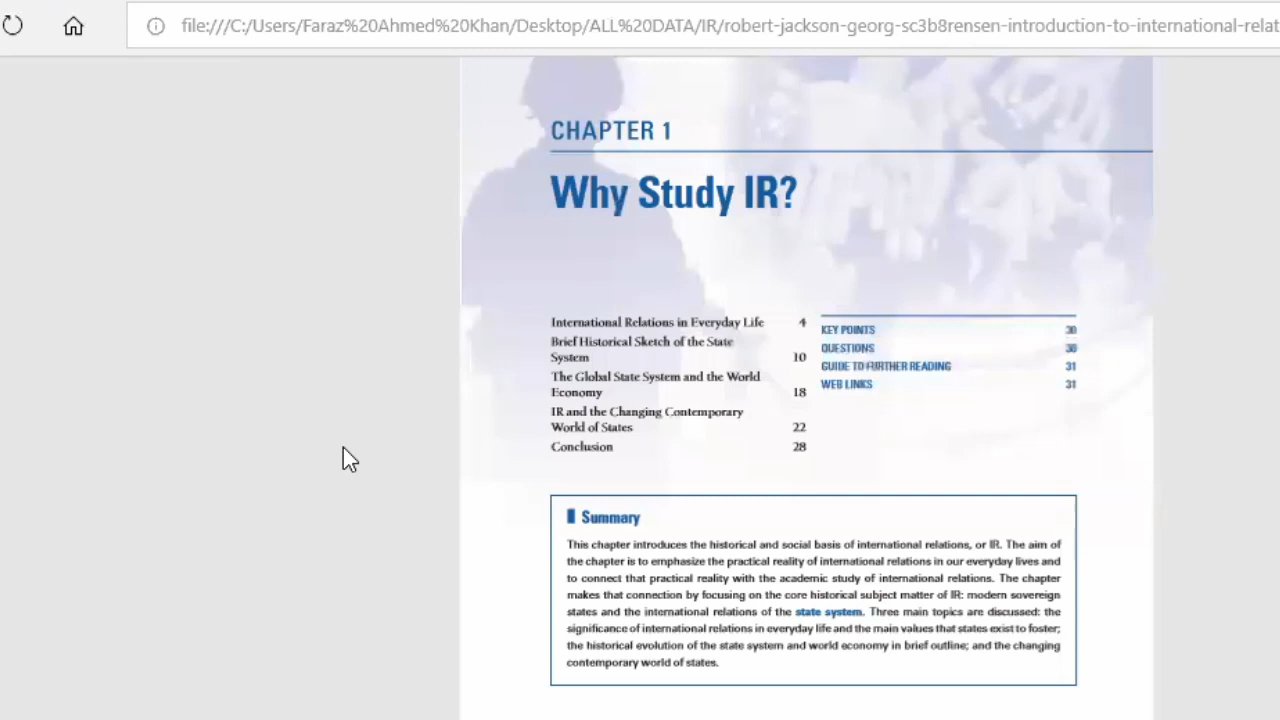 file:///C:/Users/Faraz%20Ahmed%20Khan/Desktop/ALL%20DATA/IR/robert-jackson-georg-sc3b8rensen-introduction-to-international-relat
CHAPTER 1
Why Study IR?
International Relations in Everyday Life 4
Brief Historical Sketch of the State
System 10
The Global State System and the World
Economy 18
IR and the Changing Contemporary
World of States 22
Conclusion 28
KEY POINTS 30
QUESTIONS 30
GUIDE TO FURTHER READING 31
WEB LINKS 31
Summary
This chapter introduces the historical and social basis of international relations, or IR. The aim of
the chapter is to emphasize the practical reality of international relations in our everyday lives and
to connect that practical reality with the academic study of international relations. The chapter
makes that connection by focusing on the core historical subject matter of IR: modern sovereign
states and the international relations of the state system. Three main topics are discussed: the
significance of international relations in everyday life and the main values that states exist to foster;
the historical evolution of the state system and world economy in brief outline; and the changing
contemporary world of states.